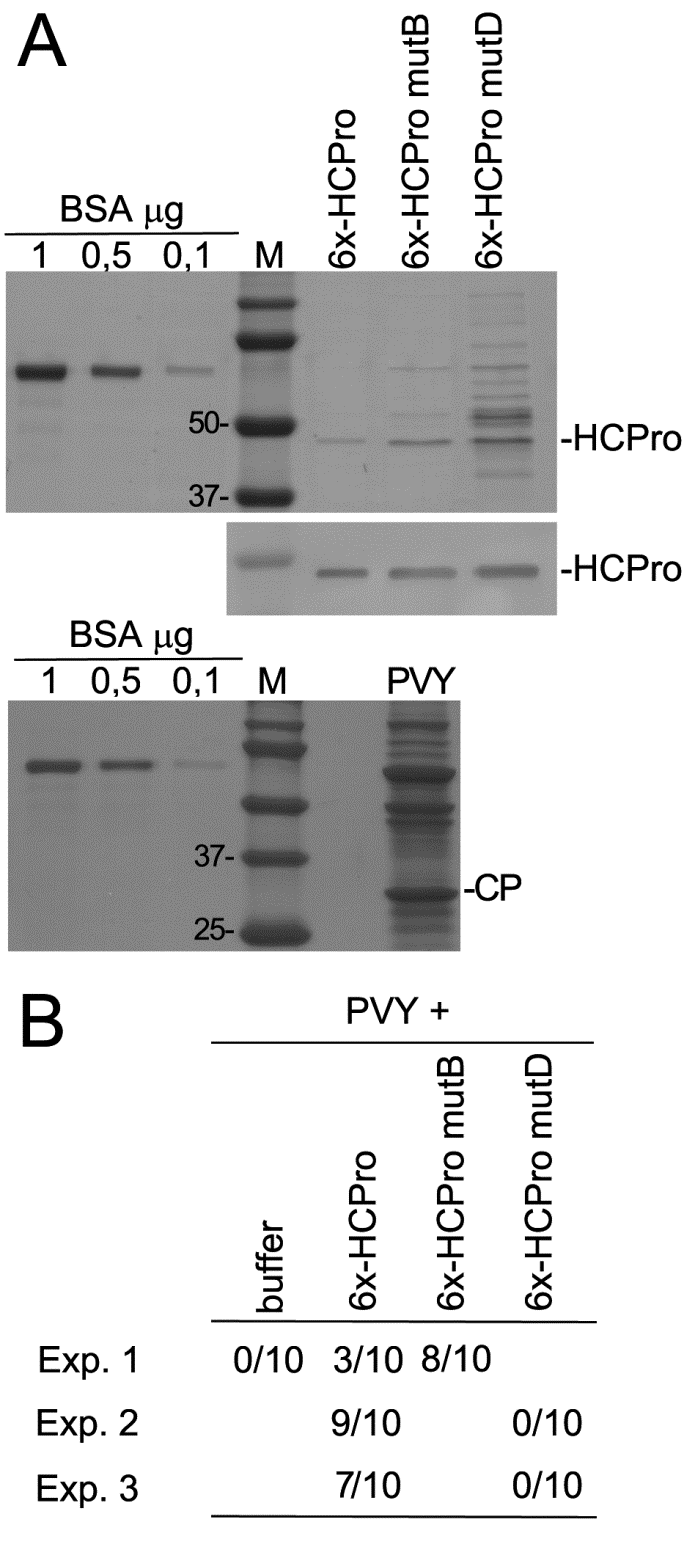 A
6x-HCPro
6x-HCPro mutB
6x-HCPro mutD
BSA μg
1 0,5 0,1 M
50-
-HCPro
37-
-HCPro
BSA μg
1 0,5 0,1 M PVY
37-
-CP
25-
B
PVY +
buffer
6x-HCPro
6x-HCPro mutB
6x-HCPro mutD
Exp. 1 0/10 3/10 8/10
Exp. 2 9/10 0/10
Exp. 3 7/10 0/10